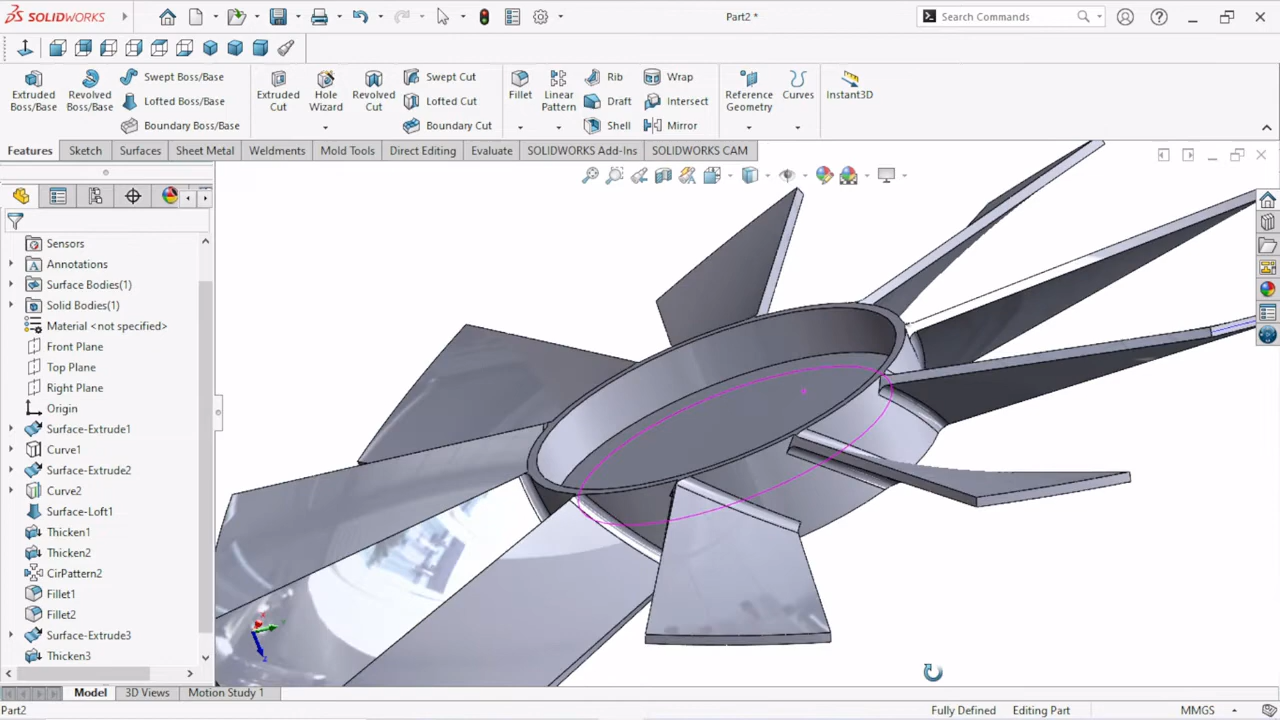 SOLIDWORKS
Part2 *
Search Commands
Extruded Boss/Base
Revolved Boss/Base
Swept Boss/Base
Lofted Boss/Base
Boundary Boss/Base
Extruded Cut
Hole Wizard
Revolved Cut
Swept Cut
Lofted Cut
Boundary Cut
Fillet
Linear Pattern
Rib
Draft
Shell
Wrap
Intersect
Mirror
Reference Geometry
Curves
Instant3D
Features
Sketch
Surfaces
Sheet Metal
Weldments
Mold Tools
Direct Editing
Evaluate
SOLIDWORKS Add-Ins
SOLIDWORKS CAM
Sensors
Annotations
Surface Bodies(1)
Solid Bodies(1)
Material <not specified>
Front Plane
Top Plane
Right Plane
Origin
Surface-Extrude1
Curve1
Surface-Extrude2
Curve2
Surface-Loft1
Thicken1
Thicken2
CirPattern2
Fillet1
Fillet2
Surface-Extrude3
Thicken3
Model
3D Views
Motion Study 1
Part2
Fully Defined
Editing Part
MMGS